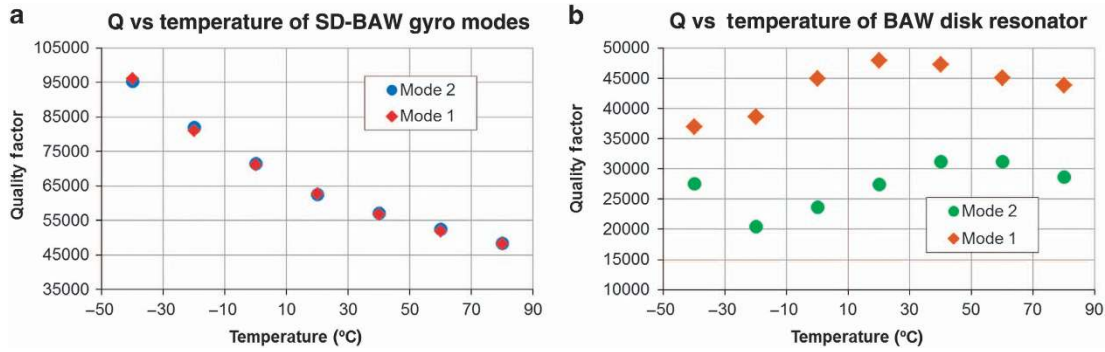 a
Q vs temperature of SD-BAW gyro modes
105000
95000
85000
75000
65000
55000
45000
35000
Quality factor
Mode 2
Mode 1
–50 –30 –10 10 30 50 70 90
Temperature (ºC)
b
Q vs temperature of BAW disk resonator
50000
45000
40000
35000
30000
25000
20000
15000
10000
Quality factor
Mode 2
Mode 1
–50 –30 –10 10 30 50 70 90
Temperature (ºC)